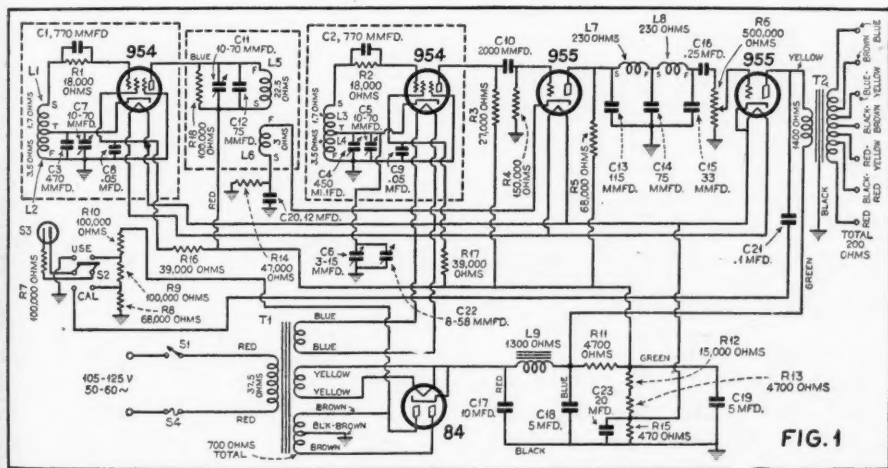 C1, 770 MMFD.
R1
18,000
OHMS
954
L1
C7
10-70
MMFD.
1.7 OHMS
3.5 OHMS
S
T
F
C3
470
MMFD.
C8
.05
MFD.
L2
C11
10-70 MMFD.
BLUE
L5
F
S
22.5 OHMS
C12
75
MMFD.
R18
100,000 OHMS
F
3 OHMS
S
L6
RED
C20, 12 MFD.
R14
47,000 OHMS
C2, 770 MMFD.
R2
18,000
OHMS
954
C5
10-70
MMFD.
1.7 OHMS
3.5 OHMS
S
L3
T
L4
F
C4
450
MMFD.
C9
.05
MFD.
C10
2000 MMFD.
955
R3
27,000 OHMS
R4
150,000 OHMS
R5
68,000 OHMS
L7
230 OHMS
L8
230 OHMS
S
F
S
F
C16
.25 MFD.
R6
500,000
OHMS
C13
115
MMFD.
C14
75
MMFD.
C15
33
MMFD.
955
YELLOW
T2
1400 OHMS
BLUE
BROWN
BLUE-
YELLOW
BLACK-
BROWN
RED-
YELLOW
BLACK-
RED
RED
BLACK
TOTAL
200
OHMS
C21
.1 MFD.
GREEN
S3
R10
100,000
OHMS
USE
S2
CAL
R7
100,000 OHMS
R9
100,000 OHMS
R8
68,000 OHMS
R16
39,000 OHMS
C6
3-15
MMFD.
C22
8-58 MMFD.
R17
39,000
OHMS
T1
S1
RED
105-125 V
50-60~
37.5 OHMS
S4
RED
BLUE
BLUE
YELLOW
YELLOW
BROWN
BLK-BROWN
BROWN
700 OHMS
TOTAL
84
L9
1300 OHMS
R11
4700
OHMS
GREEN
R12
15,000 OHMS
R13
4700 OHMS
RED
BLUE
C17
10 MFD.
C18
5 MFD.
C23
20
MFD.
R15
470 OHMS
C19
5 MFD.
BLACK
FIG. 1